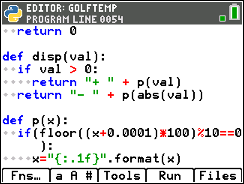 EDITOR: GOLFTEMP
PROGRAM LINE 0054
return 0
def disp(val):
if val > 0:
return "+ " + p(val)
return "- " + p(abs(val))
def p(x):
if(floor((x+0.0001)*100)%10==0
):
x="{:.1f}".format(x)
Fns… a A # Tools Run Files